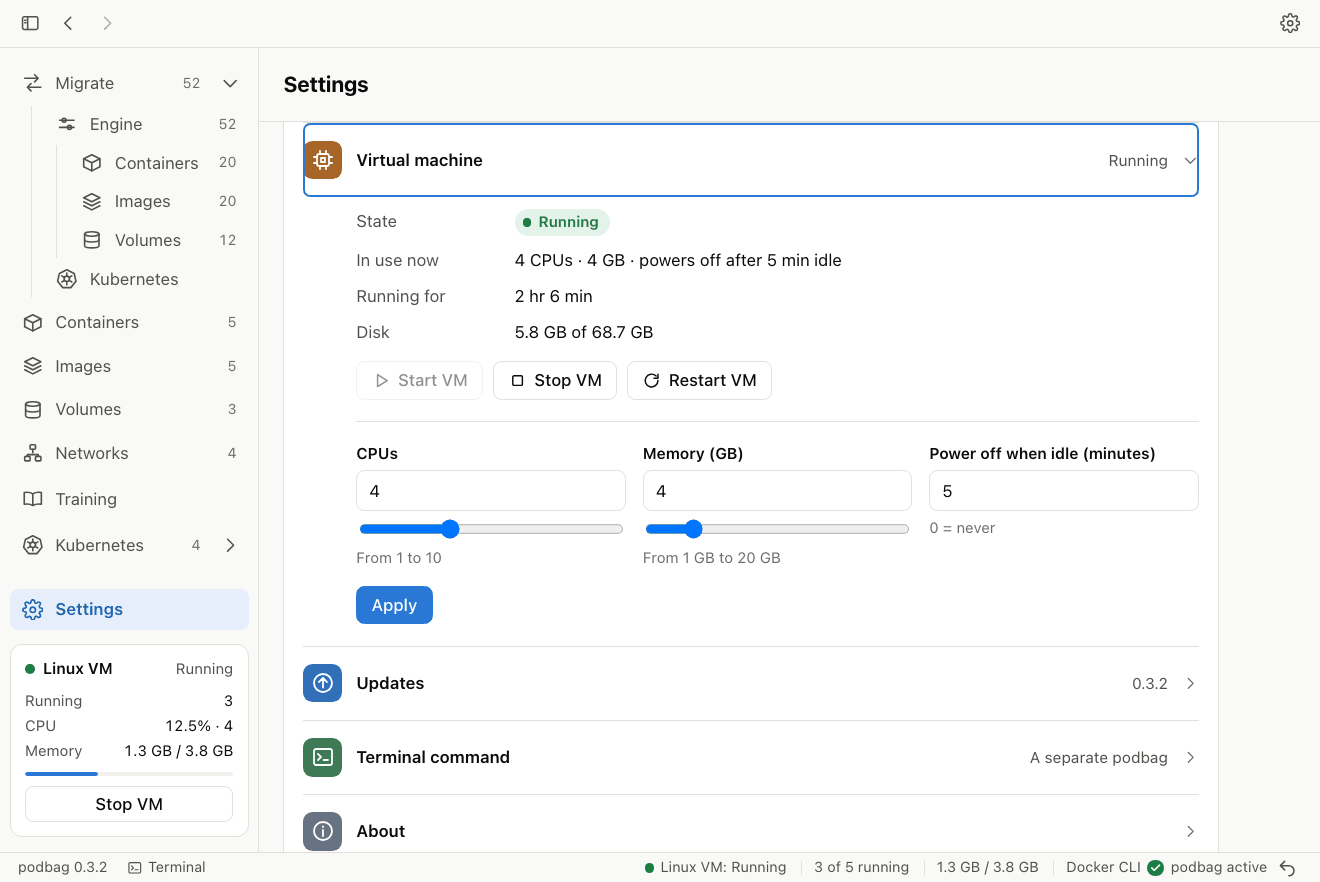 Migrate 52
Engine 52
Containers 20
Images 20
Volumes 12
Kubernetes
Containers 5
Images 5
Volumes 3
Networks 4
Training
Kubernetes 4
Settings
Linux VM Running
Running 3
CPU 12.5% · 4
Memory 1.3 GB / 3.8 GB
Stop VM
Settings
Virtual machine Running
State Running
In use now 4 CPUs · 4 GB · powers off after 5 min idle
Running for 2 hr 6 min
Disk 5.8 GB of 68.7 GB
Start VM Stop VM Restart VM
CPUs Memory (GB) Power off when idle (minutes)
4 4 5
0 = never
From 1 to 10 From 1 GB to 20 GB
Apply
Updates 0.3.2
Terminal command A separate podbag
About
podbag 0.3.2 Terminal Linux VM: Running 3 of 5 running 1.3 GB / 3.8 GB Docker CLI podbag active